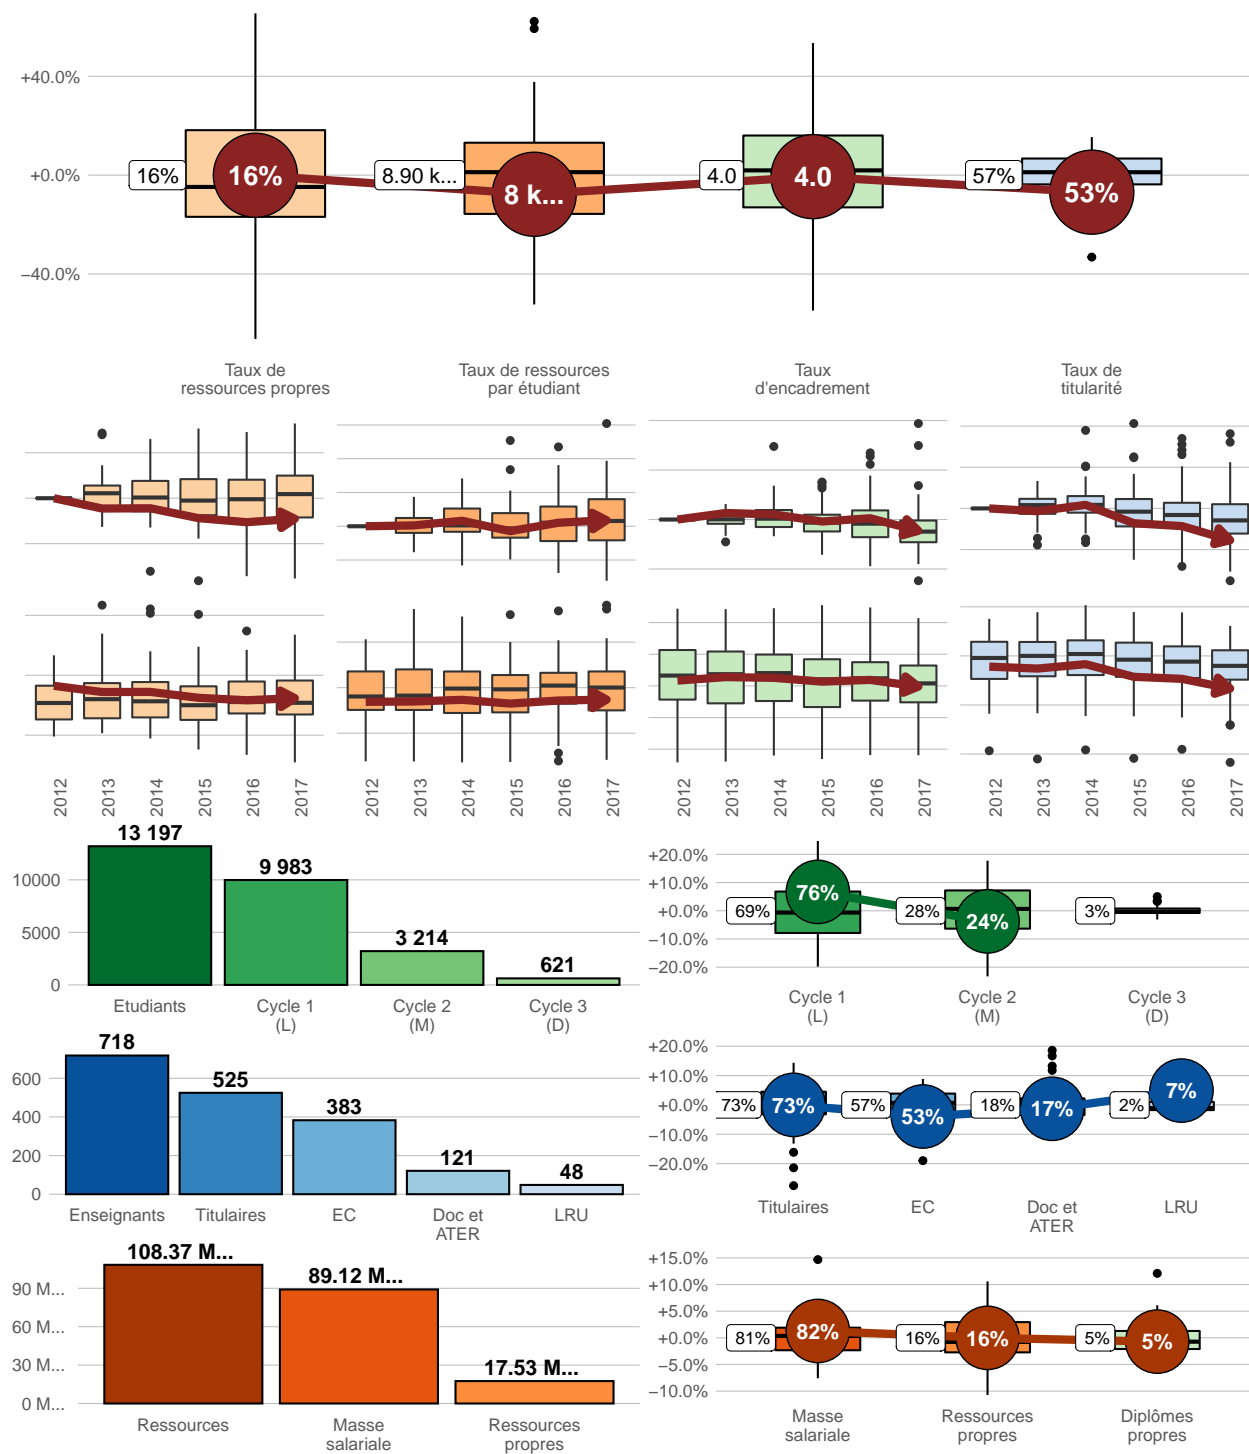 +40.0%
+0.0%
−40.0%
16%
16%
8.90 k...
8 k...
4.0
4.0
57%
53%
Taux de
ressources propres
Taux de ressources
par étudiant
Taux
d'encadrement
Taux de
titularité
2012
2013
2014
2015
2016
2017
2012
2013
2014
2015
2016
2017
2012
2013
2014
2015
2016
2017
2012
2013
2014
2015
2016
2017
10000
5000
0
13 197
9 983
3 214
621
Etudiants
Cycle 1
(L)
Cycle 2
(M)
Cycle 3
(D)
+20.0%
+10.0%
+0.0%
−10.0%
−20.0%
69%
76%
28%
24%
3%
Cycle 1
(L)
Cycle 2
(M)
Cycle 3
(D)
600
400
200
0
718
525
383
121
48
Enseignants
Titulaires
EC
Doc et
ATER
LRU
+20.0%
+10.0%
+0.0%
−10.0%
−20.0%
73%
73%
57%
53%
18%
17%
2%
7%
Titulaires
EC
Doc et
ATER
LRU
90 M...
60 M...
30 M...
0 M...
108.37 M...
89.12 M...
17.53 M...
Ressources
Masse
salariale
Ressources
propres
+15.0%
+10.0%
+5.0%
+0.0%
−5.0%
−10.0%
81%
82%
16%
16%
5%
5%
Masse
salariale
Ressources
propres
Diplômes
propres